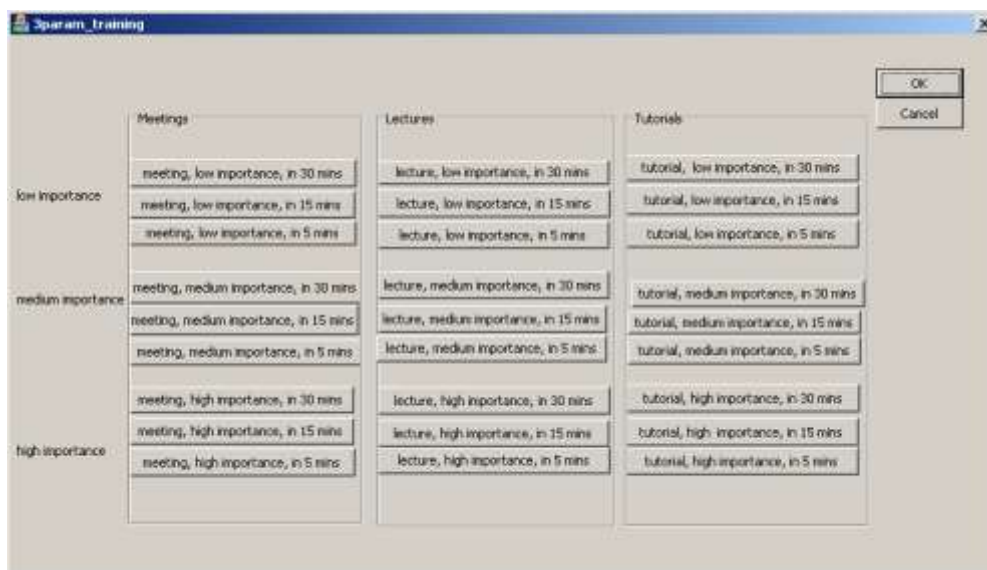 3param_training
OK
Cancel
Meetings
Lectures
Tutorials
low importance
meeting, low importance, in 30 mins
meeting, low importance, in 15 mins
meeting, low importance, in 5 mins
lecture, low importance, in 30 mins
lecture, low importance, in 15 mins
lecture, low importance, in 5 mins
tutorial, low importance, in 30 mins
tutorial, low importance, in 15 mins
tutorial, low importance, in 5 mins
medium importance
meeting, medium importance, in 30 mins
meeting, medium importance, in 15 mins
meeting, medium importance, in 5 mins
lecture, medium importance, in 30 mins
lecture, medium importance, in 15 mins
lecture, medium importance, in 5 mins
tutorial, medium importance, in 30 mins
tutorial, medium importance, in 15 mins
tutorial, medium importance, in 5 mins
high importance
meeting, high importance, in 30 mins
meeting, high importance, in 15 mins
meeting, high importance, in 5 mins
lecture, high importance, in 30 mins
lecture, high importance, in 15 mins
lecture, high importance, in 5 mins
tutorial, high importance, in 30 mins
tutorial, high importance, in 15 mins
tutorial, high importance, in 5 mins